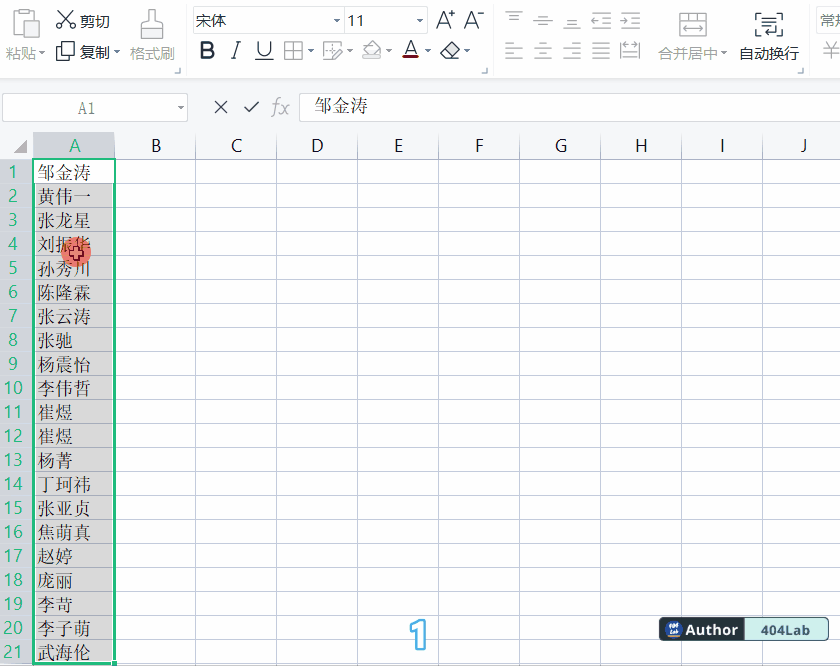 剪切 宋体 11 A+ A- 常规
粘贴 复制 格式刷 B I U A 合并居中 自动换行 ¥
A1 fx 邹金涛
A B C D E F G H I J
1 邹金涛
2 黄伟一
3 张龙星
4 刘振华
5 孙秀川
6 陈隆霖
7 张云涛
8 张驰
9 杨震怡
10 李伟哲
11 崔煜
12 崔煜
13 杨菁
14 丁珂祎
15 张亚贞
16 焦萌真
17 赵婷
18 庞丽
19 李苛
20 李子萌
21 武海伦
1
404 Lab Author 404Lab